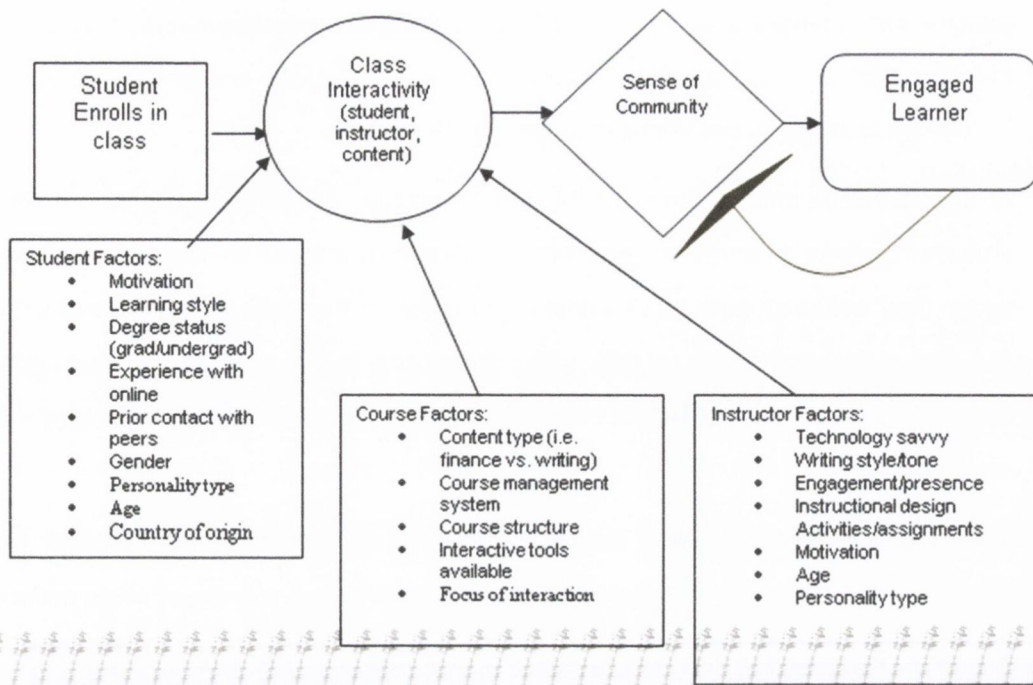 Student
Enrolls in
class
Class
Interactivity
(student,
instructor,
content)
Sense of
Community
Engaged
Learner
Student Factors:
• Motivation
• Learning style
• Degree status
(grad/undergrad)
• Experience with
online
• Prior contact with
peers
• Gender
• Personality type
• Age
• Country of origin
Course Factors:
• Content type (i.e.
finance vs. writing)
• Course management
system
• Course structure
• Interactive tools
available
• Focus of interaction
Instructor Factors:
• Technology savvy
• Writing style/tone
• Engagement/presence
• Instructional design
Activities/assignments
• Motivation
• Age
• Personality type